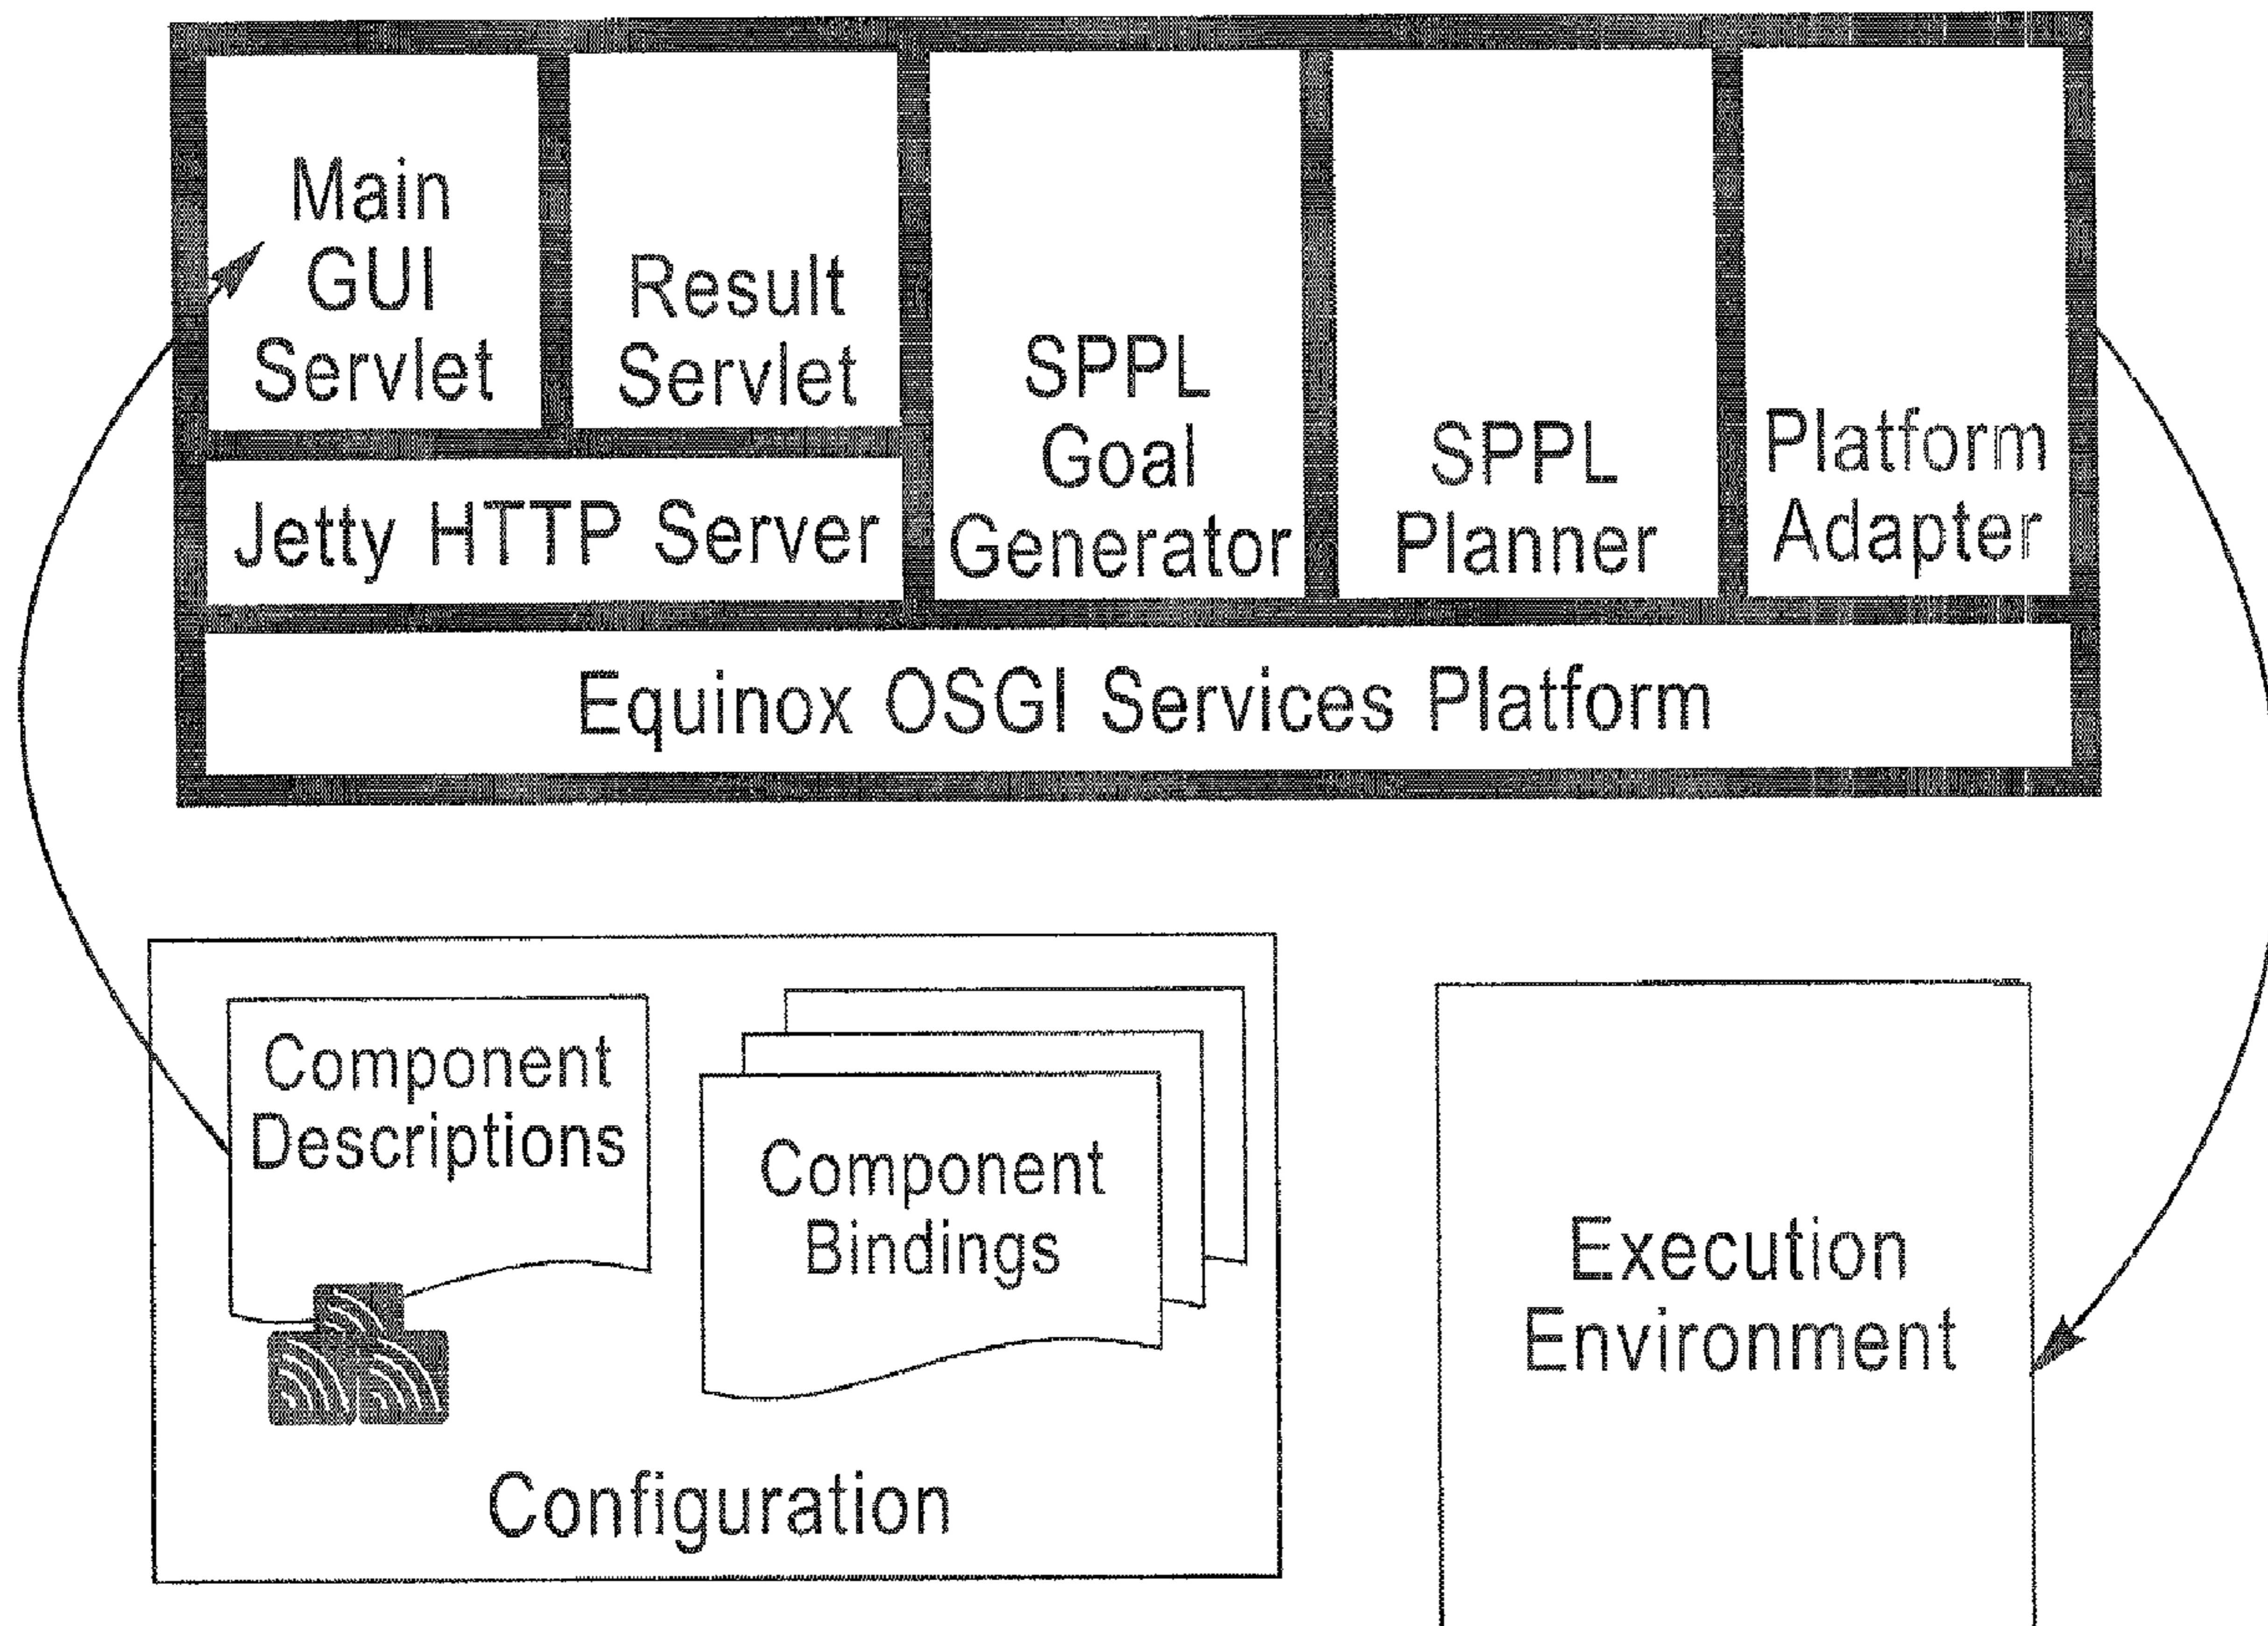 Main
GUI
Servlet
Result
Servlet
Jetty HTTP Server
SPPL
Goal
Generator
SPPL
Planner
Platform
Adapter
Equinox OSGI Services Platform
Component
Descriptions
Component
Bindings
Configuration
Execution
Environment